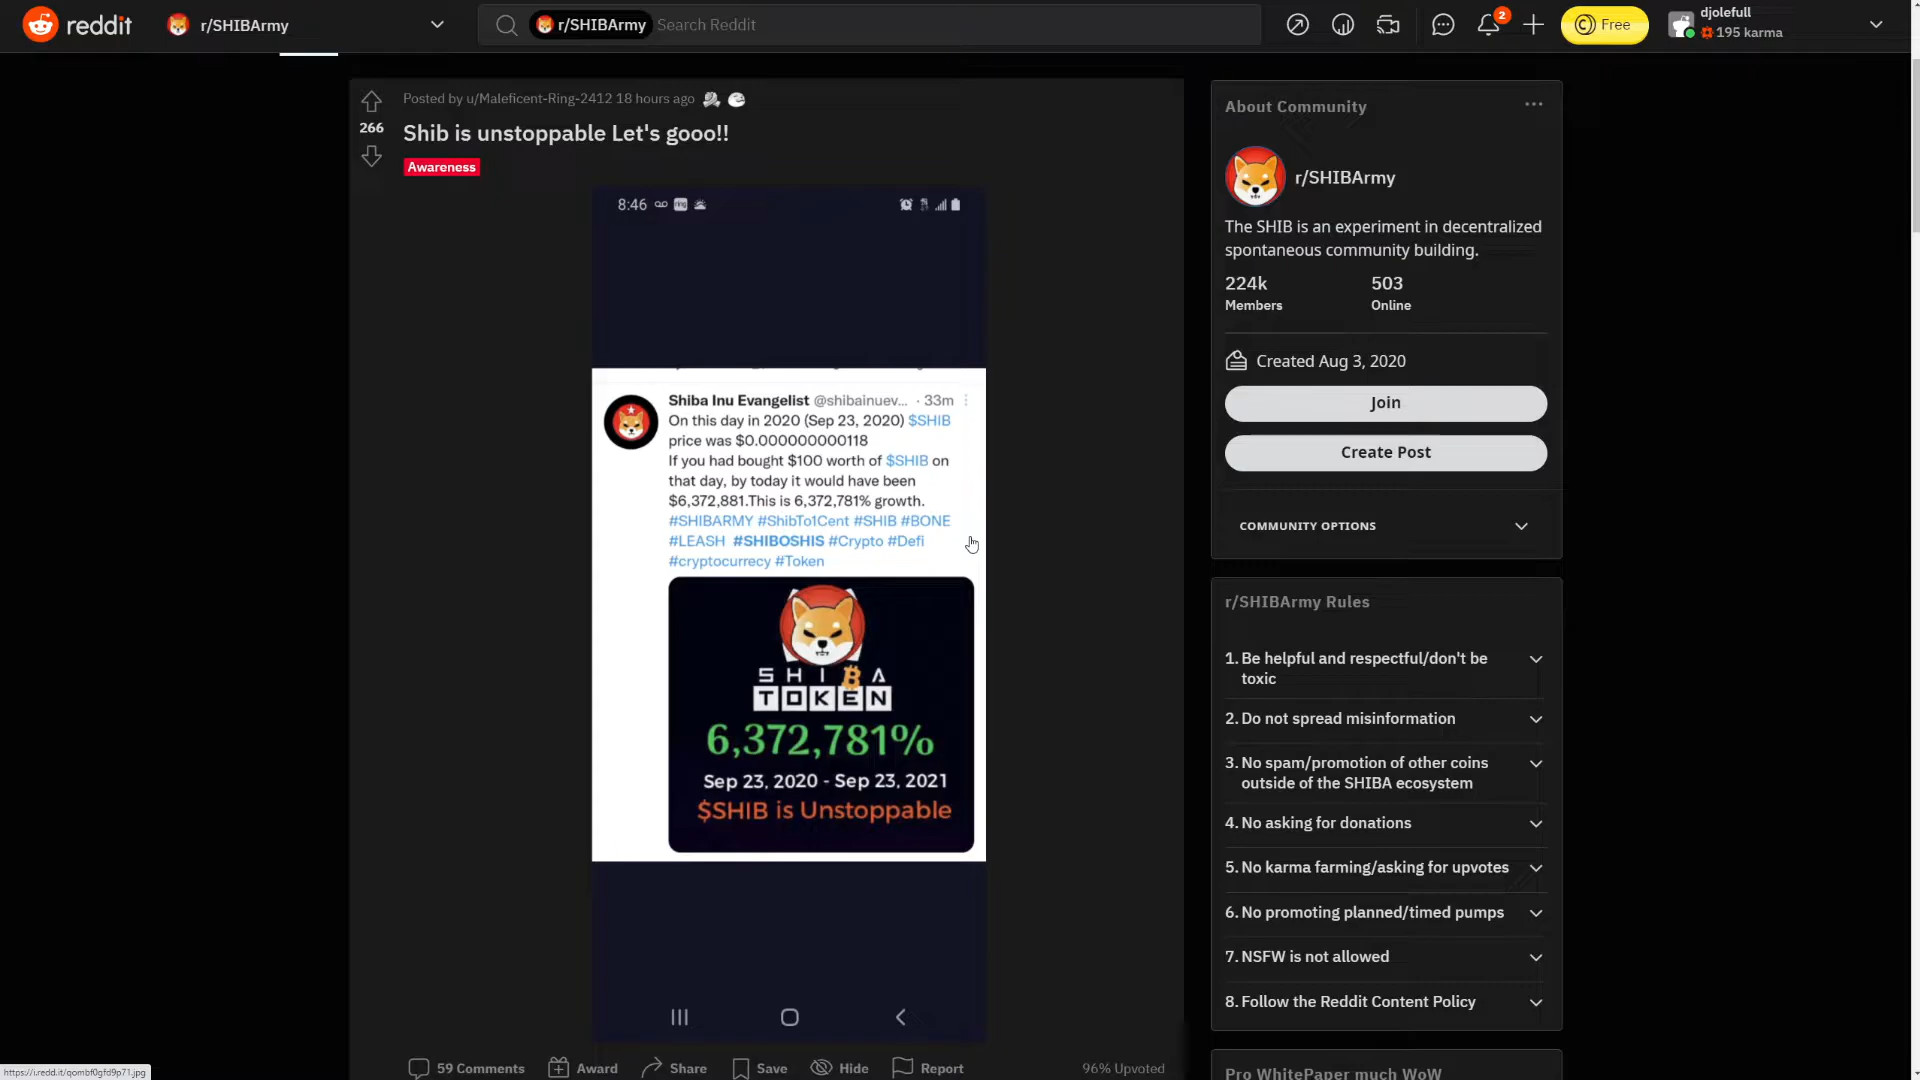 reddit
r/SHIBArmy
r/SHIBArmy Search Reddit
2
Free
djolefull
195 karma
Posted by u/Maleficent-Ring-2412 18 hours ago
266
Shib is unstoppable Let's gooo!!
Awareness
8:46
Shiba Inu Evangelist @shibainuev... · 33m
On this day in 2020 (Sep 23, 2020) $SHIB
price was $0.000000000118
If you had bought $100 worth of $SHIB on
that day, by today it would have been
$6,372,881.This is 6,372,781% growth.
#SHIBARMY #ShibTo1Cent #SHIB #BONE
#LEASH #SHIBOSHIS #Crypto #Defi
#cryptocurrecy #Token
SHIBA
TOKEN
6,372,781%
Sep 23, 2020 - Sep 23, 2021
$SHIB is Unstoppable
59 Comments
Award
Share
Save
Hide
Report
96% Upvoted
About Community
r/SHIBArmy
The SHIB is an experiment in decentralized
spontaneous community building.
224k
Members
503
Online
Created Aug 3, 2020
Join
Create Post
COMMUNITY OPTIONS
r/SHIBArmy Rules
1. Be helpful and respectful/don't be
toxic
2. Do not spread misinformation
3. No spam/promotion of other coins
outside of the SHIBA ecosystem
4. No asking for donations
5. No karma farming/asking for upvotes
6. No promoting planned/timed pumps
7. NSFW is not allowed
8. Follow the Reddit Content Policy
Pro WhitePaper much WoW